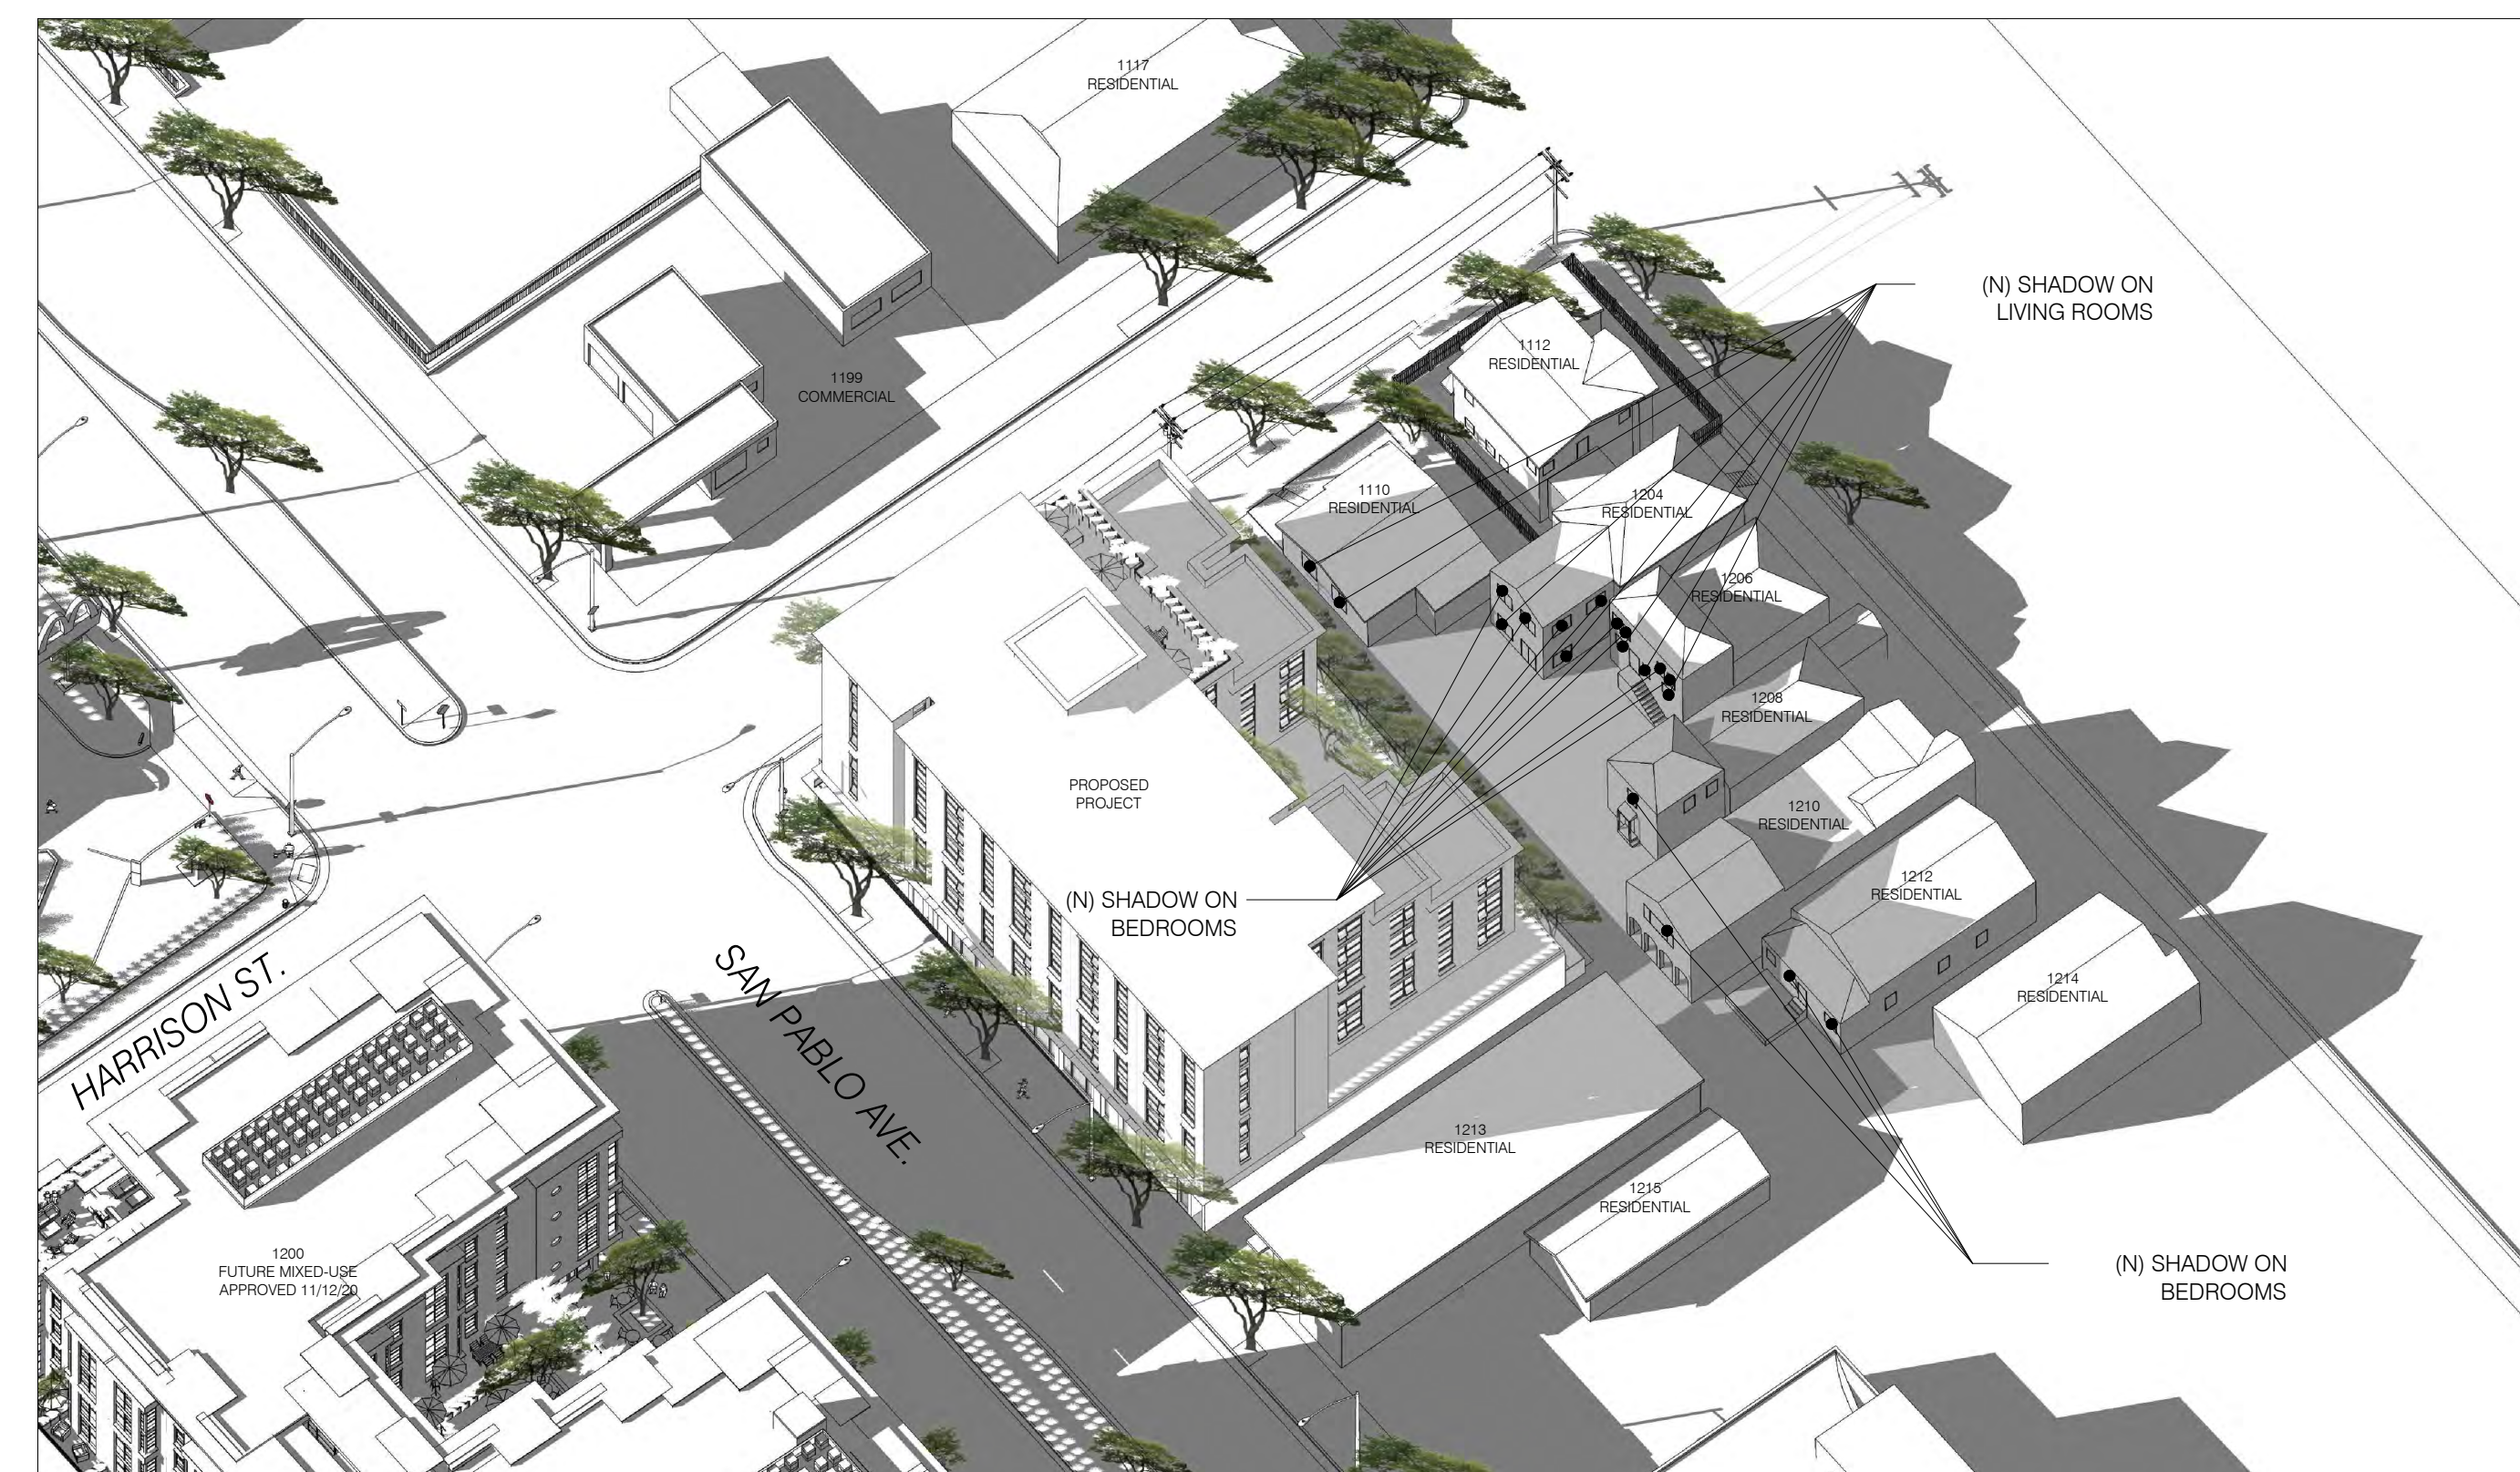 1117
RESIDENTIAL
(N) SHADOW ON
LIVING ROOMS
1112
RESIDENTIAL
1199
COMMERCIAL
1110
RESIDENTIAL
1204
RESIDENTIAL
1206
RESIDENTIAL
1208
RESIDENTIAL
PROPOSED
PROJECT
1210
RESIDENTIAL
1212
RESIDENTIAL
(N) SHADOW ON
BEDROOMS
HARRISON ST.
SAN PABLO AVE.
1214
RESIDENTIAL
1213
RESIDENTIAL
1215
RESIDENTIAL
1200
FUTURE MIXED-USE
APPROVED 11/12/20
(N) SHADOW ON
BEDROOMS